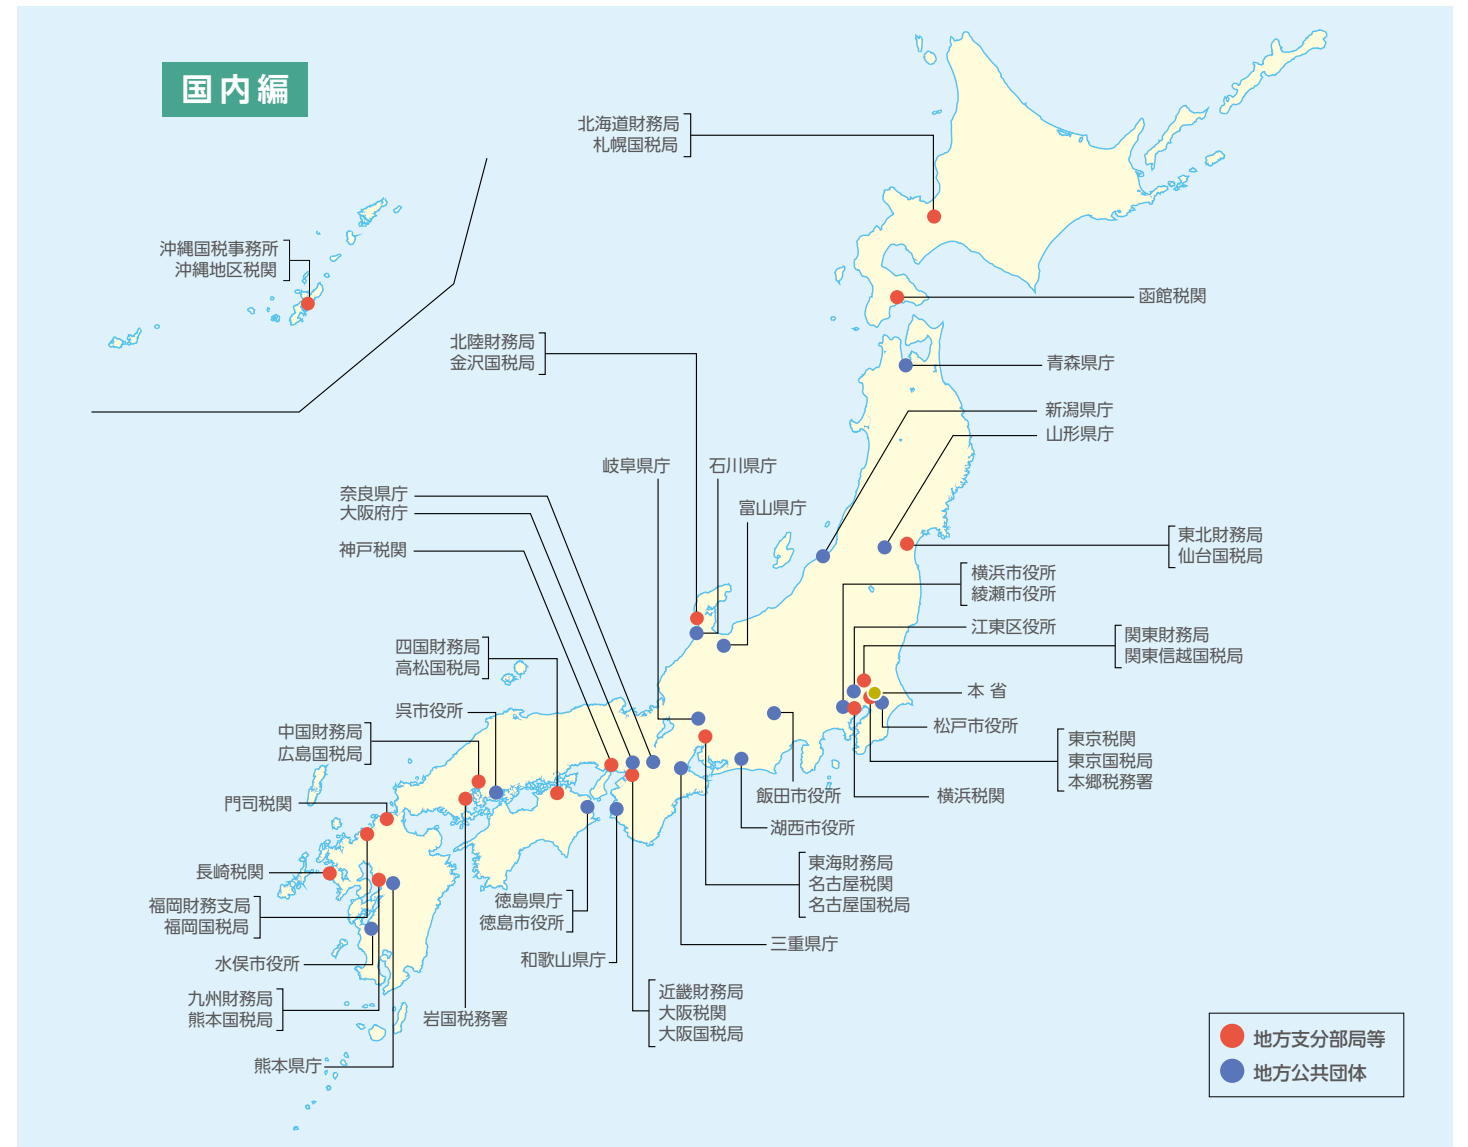 国内編
北海道財務局
札幌国税局
沖縄国税事務所
沖縄地区税関
函館税関
北陸財務局
金沢国税局
青森県庁
新潟県庁
山形県庁
岐阜県庁
石川県庁
奈良県庁
大阪府庁
富山県庁
神戸税関
東北財務局
仙台国税局
横浜市役所
綾瀬市役所
江東区役所
関東財務局
関東信越国税局
四国財務局
高松国税局
本省
呉市役所
松戸市役所
中国財務局
広島国税局
東京税関
東京国税局
本郷税務署
飯田市役所
横浜税関
門司税関
湖西市役所
長崎税関
東海財務局
名古屋税関
名古屋国税局
福岡財務支局
福岡国税局
徳島県庁
徳島市役所
三重県庁
水俣市役所
和歌山県庁
九州財務局
熊本国税局
岩国税務署
近畿財務局
大阪税関
大阪国税局
熊本県庁
地方支分部局等
地方公共団体